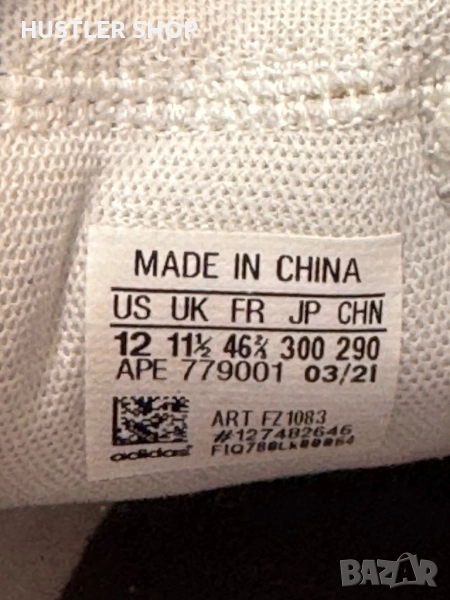 HUSTLER SHOP
MADE IN CHINA
US UK FR JP CHN
12 11½ 46⅔ 300 290
APE 779001 03/21
ART FZ1083
#127482646
adidas
BAZAR